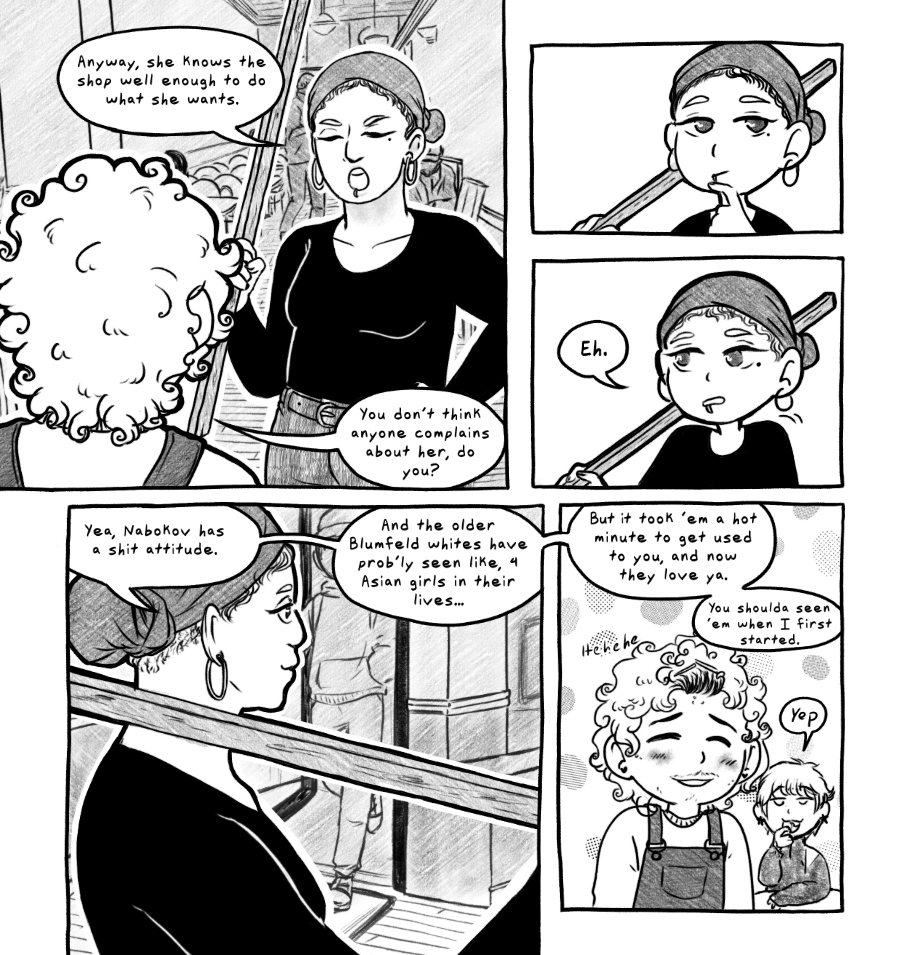 Anyway, she knows the
shop well enough to do
what she wants.
You don't think
anyone complains
about her, do
you?
Eh.
Yea, Nabokov has
a shit attitude.
And the older
Blumfeld whites have
prob'ly seen like, 4
Asian girls in their
lives...
But it took 'em a hot
minute to get used
to you, and now
they love ya.
You shoulda seen
'em when I first
started.
Hehehe
Yep